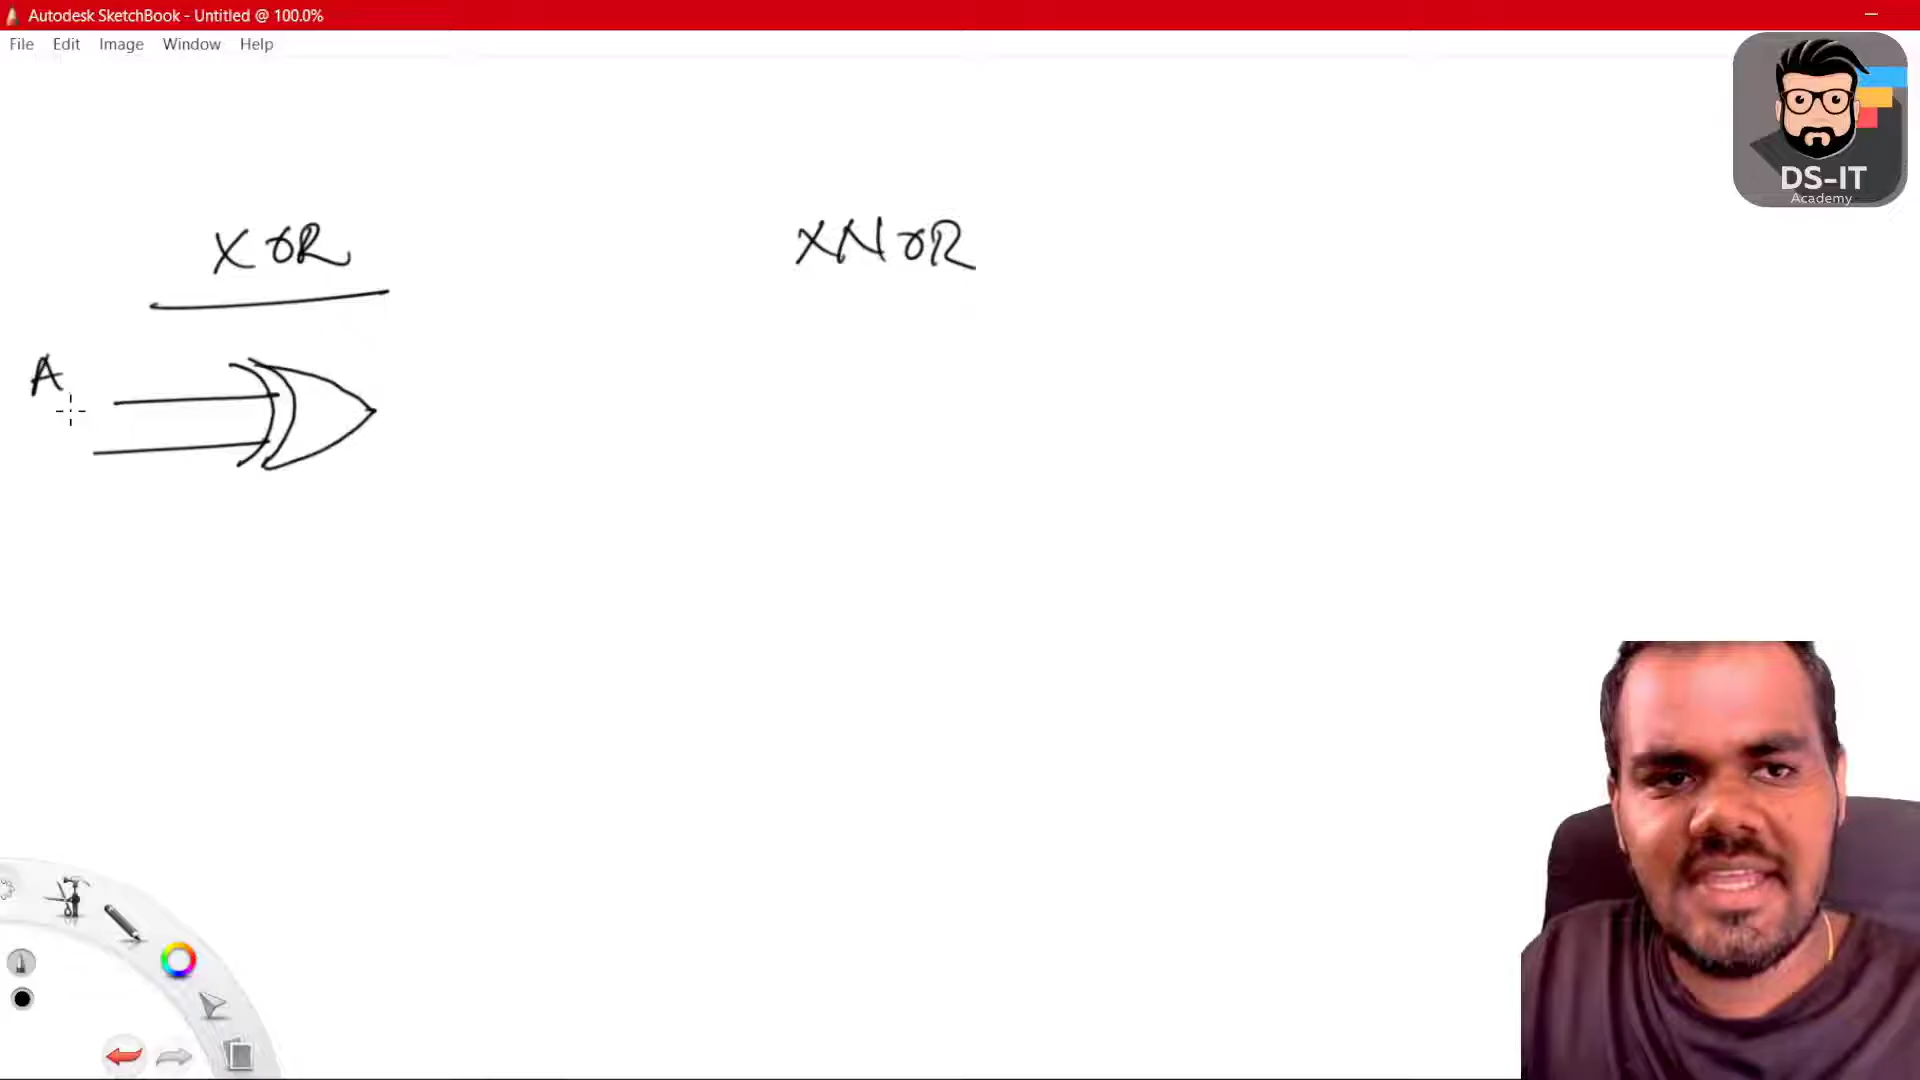 Autodesk SketchBook - Untitled @ 100.0%
File Edit Image Window Help
DS-IT
Academy
XOR
XNOR
A